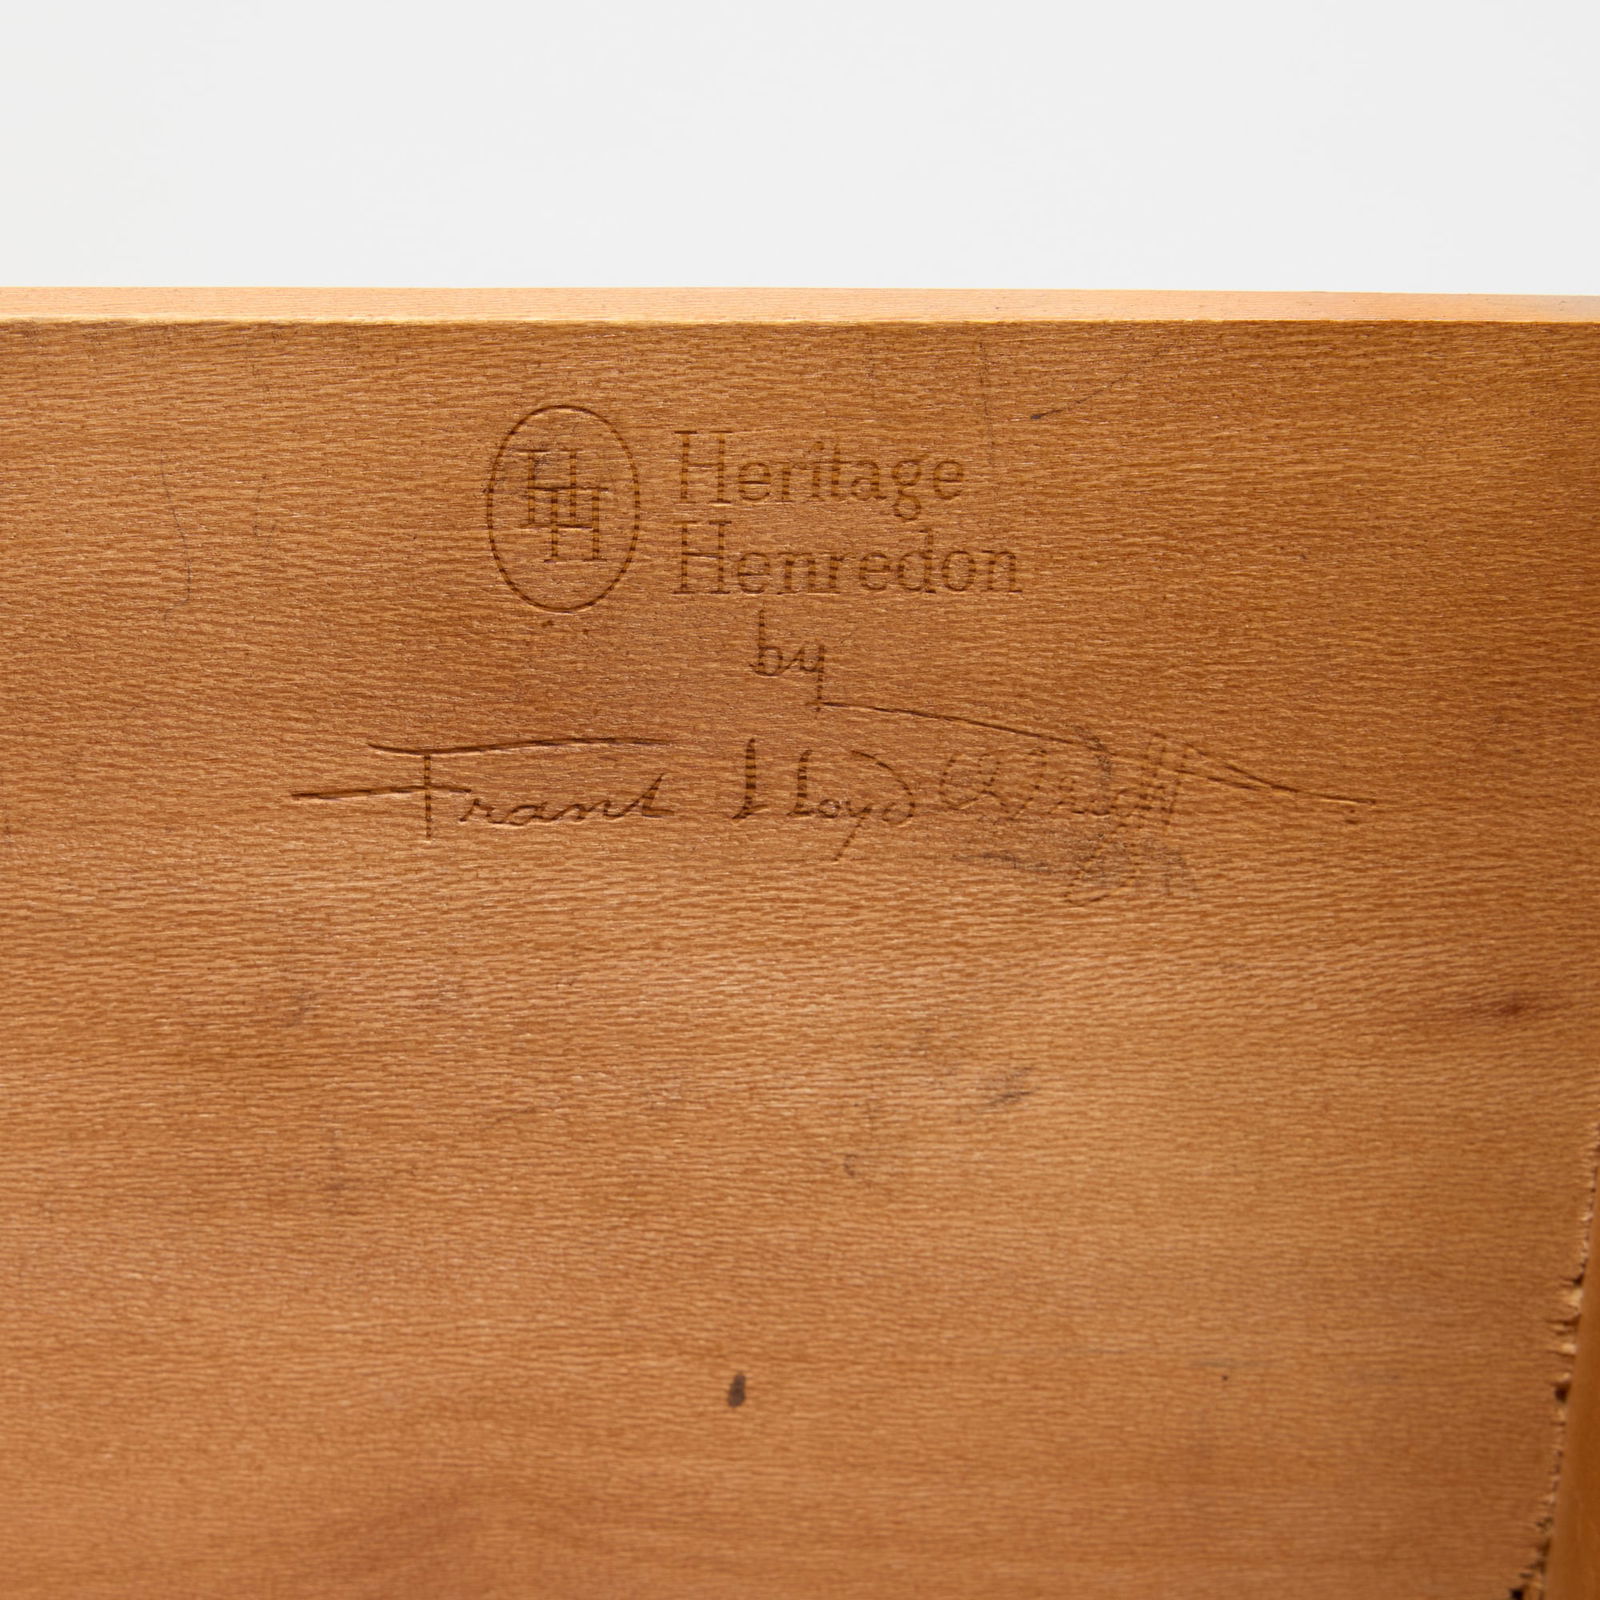 HH Heritage
Henredon
by
Frank Lloyd Wright